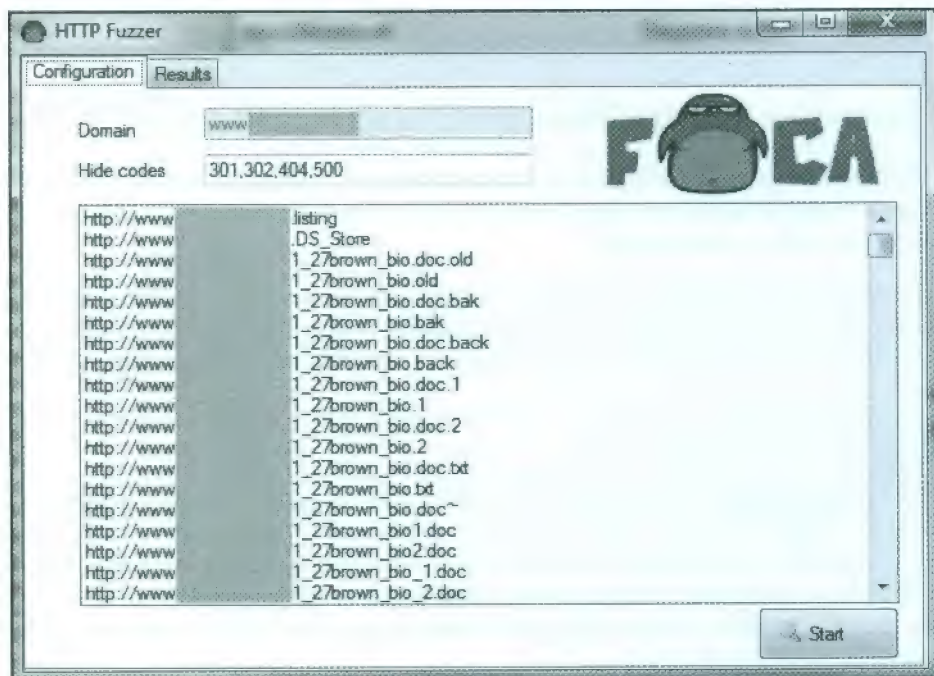 HTTP Fuzzer
Configuration Results
Domain www
Hide codes 301,302,404,500
FOCA
http://www .listing
http://www .DS_Store
http://www 1_27brown_bio.doc.old
http://www 1_27brown_bio.old
http://www 1_27brown_bio.doc.bak
http://www 1_27brown_bio.bak
http://www 1_27brown_bio.doc.back
http://www 1_27brown_bio.back
http://www 1_27brown_bio.doc.1
http://www 1_27brown_bio.1
http://www 1_27brown_bio.doc.2
http://www 1_27brown_bio.2
http://www 1_27brown_bio.doc.txt
http://www 1_27brown_bio.txt
http://www 1_27brown_bio.doc~
http://www 1_27brown_bio1.doc
http://www 1_27brown_bio2.doc
http://www 1_27brown_bio_1.doc
http://www 1_27brown_bio_2.doc
Start